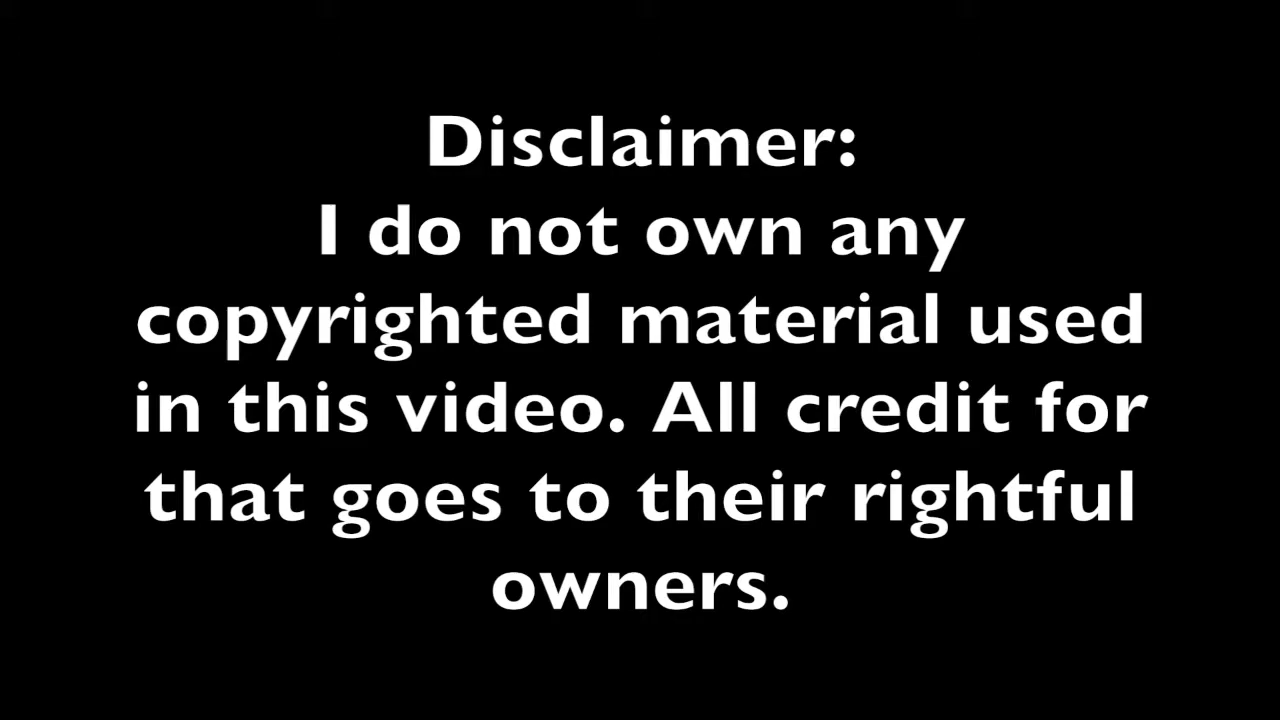 Disclaimer:
I do not own any
copyrighted material used
in this video. All credit for
that goes to their rightful
owners.